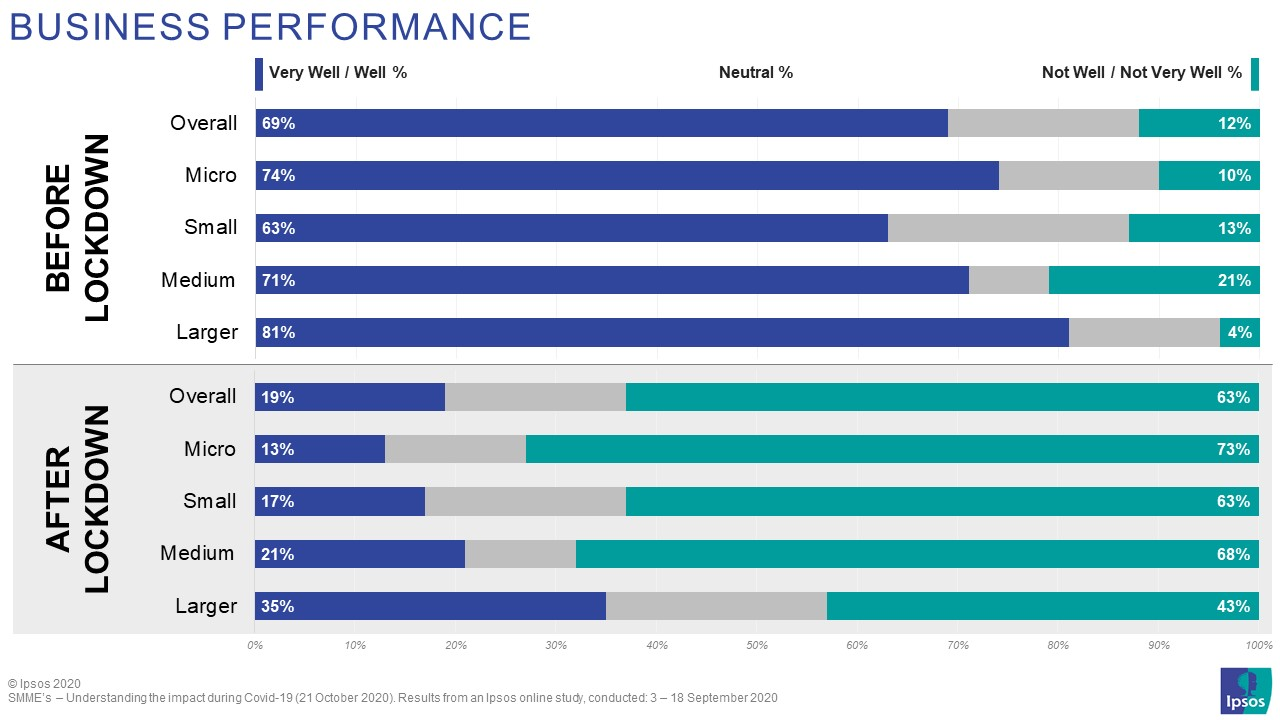 BUSINESS PERFORMANCE
Very Well / Well %
Neutral %
Not Well / Not Very Well %
BEFORE
LOCKDOWN
Overall 69% 12%
Micro 74% 10%
Small 63% 13%
Medium 71% 21%
Larger 81% 4%
AFTER
LOCKDOWN
Overall 19% 63%
Micro 13% 73%
Small 17% 63%
Medium 21% 68%
Larger 35% 43%
0% 10% 20% 30% 40% 50% 60% 70% 80% 90% 100%
© Ipsos 2020
SMME's – Understanding the impact during Covid-19 (21 October 2020). Results from an Ipsos online study, conducted: 3 – 18 September 2020
Ipsos